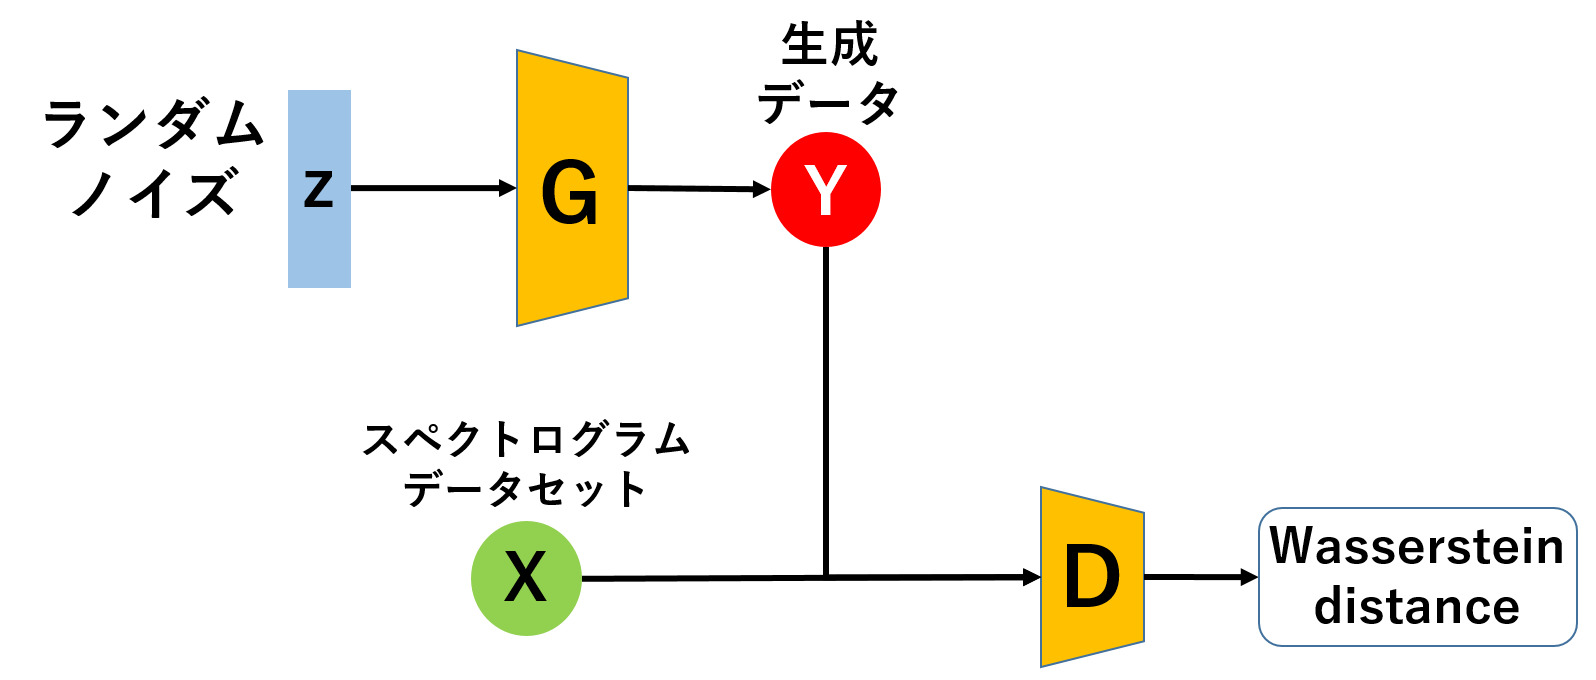 ランダム
ノイズ
z
G
生成
データ
Y
スペクトログラム
データセット
X
D
Wasserstein
distance